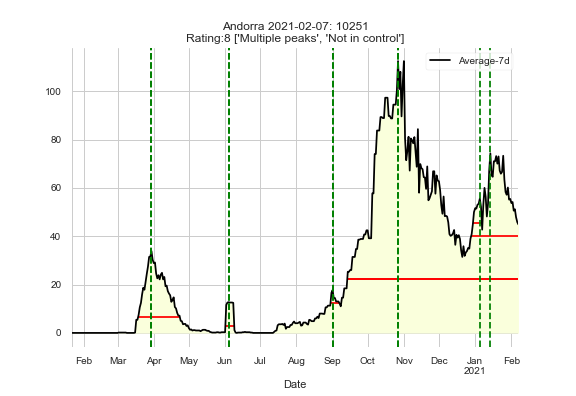 Andorra 2021-02-07: 10251
Rating:8 ['Multiple peaks', 'Not in control']
Average-7d
100
80
60
40
20
0
Feb Mar Apr May Jun Jul Aug Sep Oct Nov Dec Jan Feb
2021
Date